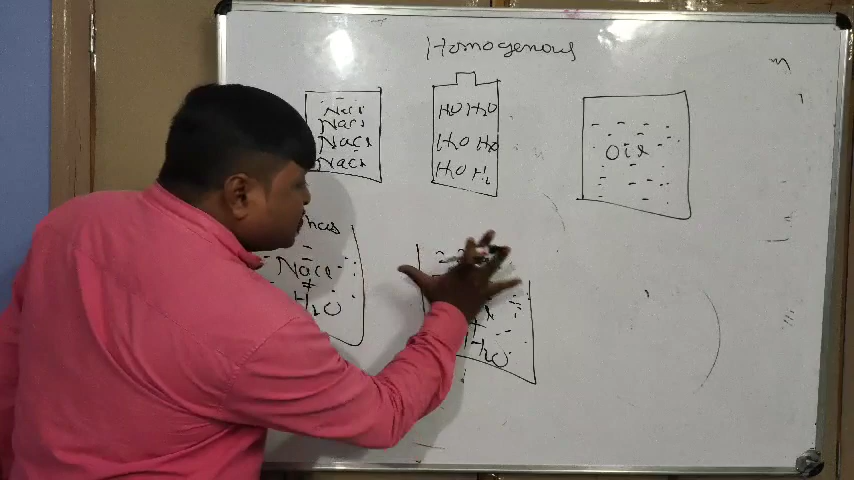 Homogenous
NaCl
NaCl
NaCl
NaCl
H2O H2O
H2O H2O
H2O H2
Oil
NaCl
+
H2O
+
H2O